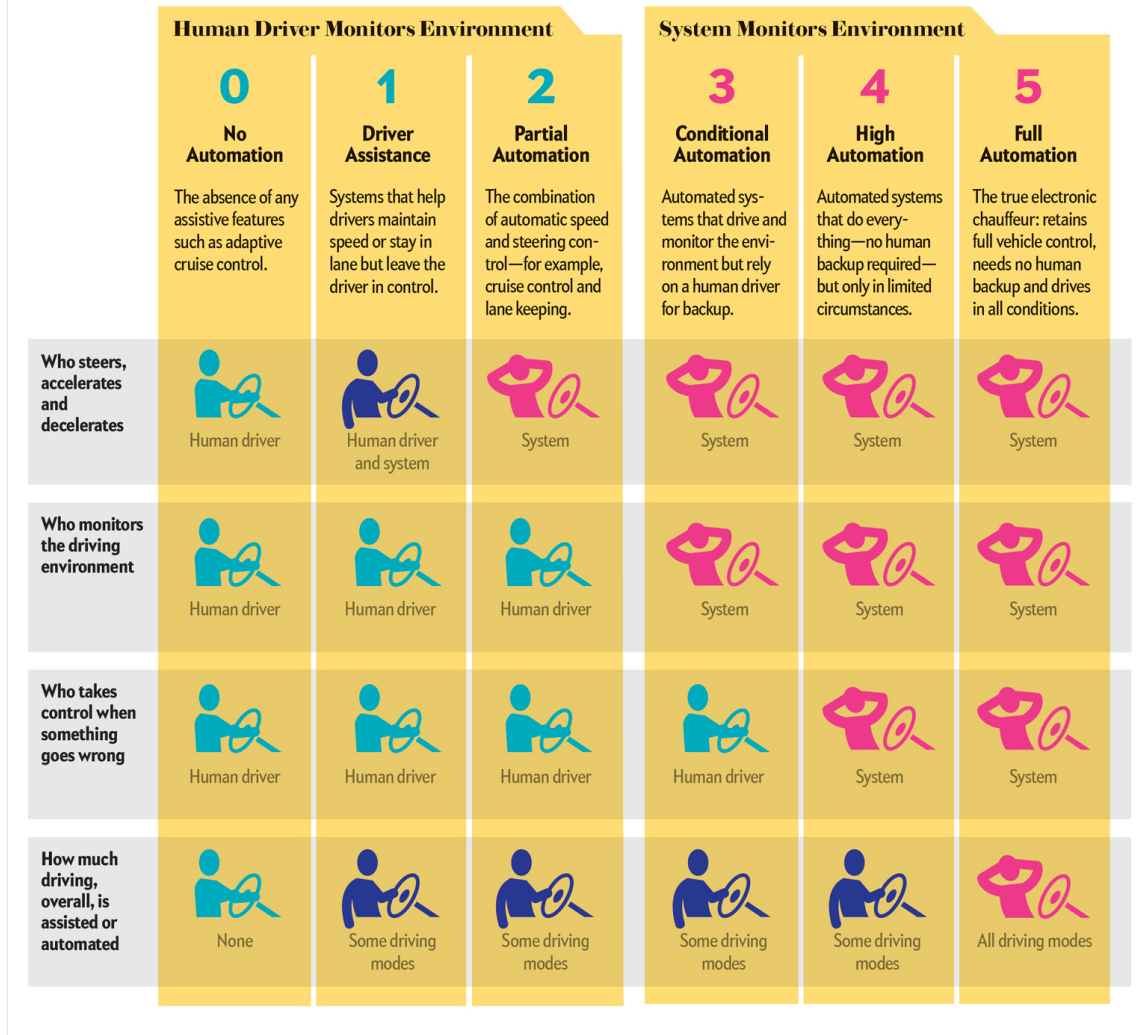 Human Driver Monitors Environment
System Monitors Environment
0
No
Automation
The absence of any
assistive features
such as adaptive
cruise control.
1
Driver
Assistance
Systems that help
drivers maintain
speed or stay in
lane but leave the
driver in control.
2
Partial
Automation
The combination
of automatic speed
and steering con-
trol—for example,
cruise control and
lane keeping.
3
Conditional
Automation
Automated sys-
tems that drive and
monitor the envi-
ronment but rely
on a human driver
for backup.
4
High
Automation
Automated systems
that do every-
thing—no human
backup required—
but only in limited
circumstances.
5
Full
Automation
The true electronic
chauffeur: retains
full vehicle control,
needs no human
backup and drives
in all conditions.
Who steers,
accelerates
and
decelerates
Human driver
Human driver
and system
System
System
System
System
Who monitors
the driving
environment
Human driver
Human driver
Human driver
System
System
System
Who takes
control when
something
goes wrong
Human driver
Human driver
Human driver
Human driver
System
System
How much
driving,
overall, is
assisted or
automated
None
Some driving
modes
Some driving
modes
Some driving
modes
Some driving
modes
All driving modes